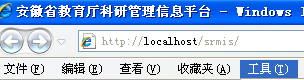 安徽省教育厅科研管理信息平台 - Windows I
http://localhost/srmis/
文件(F) 编辑(E) 查看(V) 收藏夹(A) 工具(T)